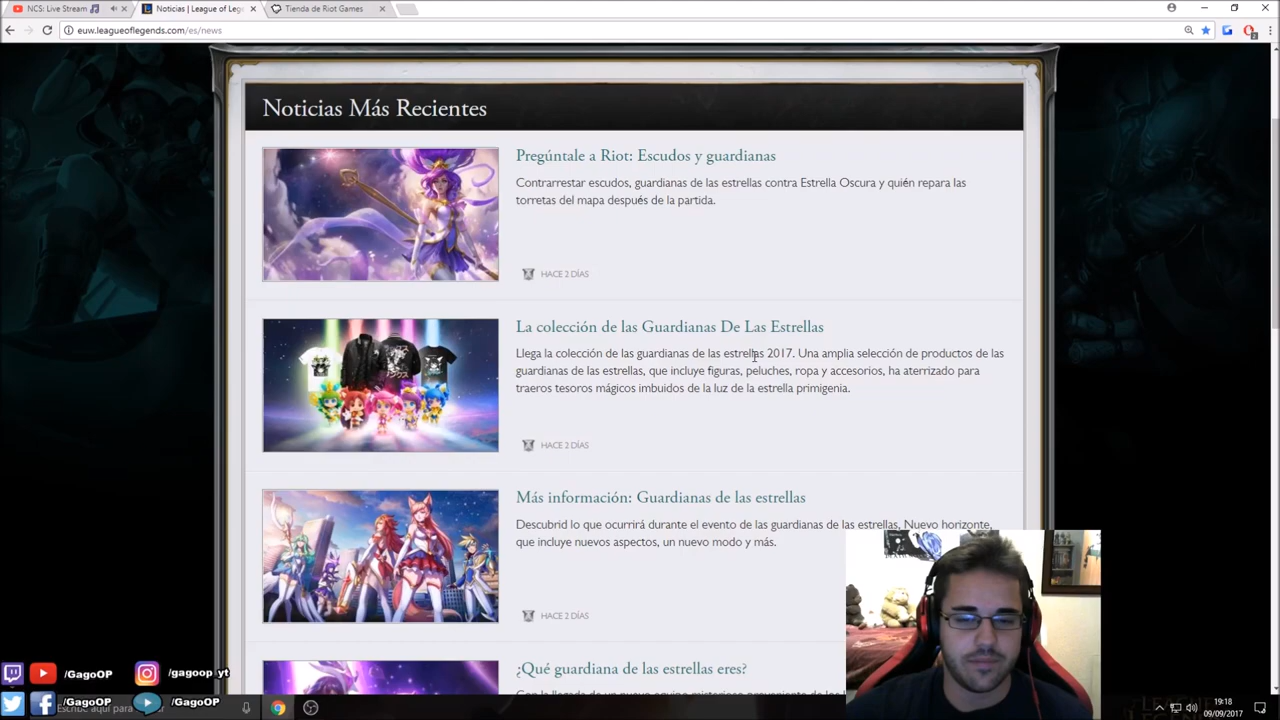 NCS: Live Stream
Noticias | League of Leg
Tienda de Riot Games
euw.leagueoflegends.com/es/news
Noticias Más Recientes
Pregúntale a Riot: Escudos y guardianas
Contrarrestar escudos, guardianas de las estrellas contra Estrella Oscura y quién repara las
torretas del mapa después de la partida.
HACE 2 DÍAS
La colección de las Guardianas De Las Estrellas
Llega la colección de las guardianas de las estrellas 2017. Una amplia selección de productos de las
guardianas de las estrellas, que incluye figuras, peluches, ropa y accesorios, ha aterrizado para
traeros tesoros mágicos imbuidos de la luz de la estrella primigenia.
HACE 2 DÍAS
Más información: Guardianas de las estrellas
Descubrid lo que ocurrirá durante el evento de las guardianas de las estrellas, Nuevo horizonte,
que incluye nuevos aspectos, un nuevo modo y más.
HACE 2 DÍAS
¿Qué guardiana de las estrellas eres?
/GagoOP
/gagoop_yt
/GagoOP
/GagoOP
Escribe aquí para
19:18
09/09/2017